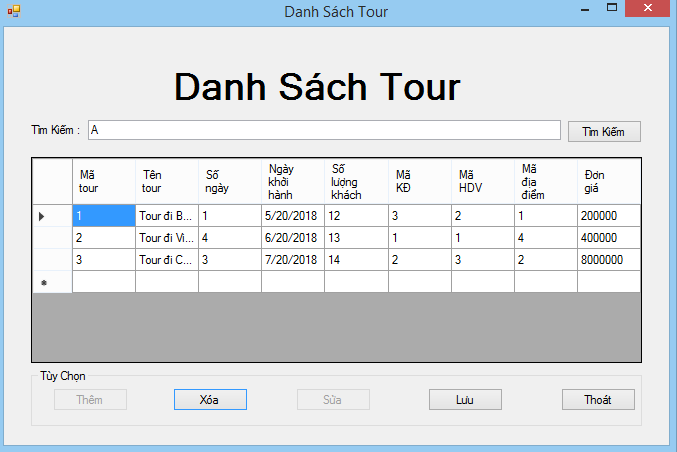 Danh Sách Tour
Danh Sách Tour
Tìm Kiếm :
A
Tìm Kiếm
Mã tour
Tên tour
Số ngày
Ngày khởi hành
Số lượng khách
Mã KĐ
Mã HDV
Mã địa điểm
Đơn giá
1 Tour đi B... 1 5/20/2018 12 3 2 1 200000
2 Tour đi Vi... 4 6/20/2018 13 1 1 4 400000
3 Tour đi C... 3 7/20/2018 14 2 3 2 8000000
Tùy Chọn
Thêm Xóa Sửa Lưu Thoát